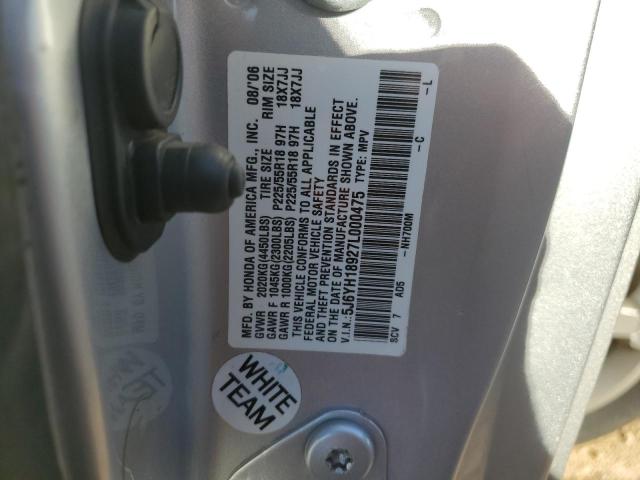 MFD. BY HONDA OF AMERICA MFG., INC. 08/'06
GVWR 2020KG(4450LBS) TIRE SIZE RIM SIZE
GAWR F 1045KG(2300LBS) P225/55R18 97H 18X7JJ
GAWR R 1000KG(2205LBS) P225/55R18 97H 18X7JJ
THIS VEHICLE CONFORMS TO ALL APPLICABLE
FEDERAL MOTOR VEHICLE SAFETY
AND THEFT PREVENTION STANDARDS IN EFFECT
ON THE DATE OF MANUFACTURE SHOWN ABOVE.
V.I.N.: 5J6YH18927L000475 TYPE: MPV
SCV 7 AD5 -NH700M -C -L
WHITE
TEAM